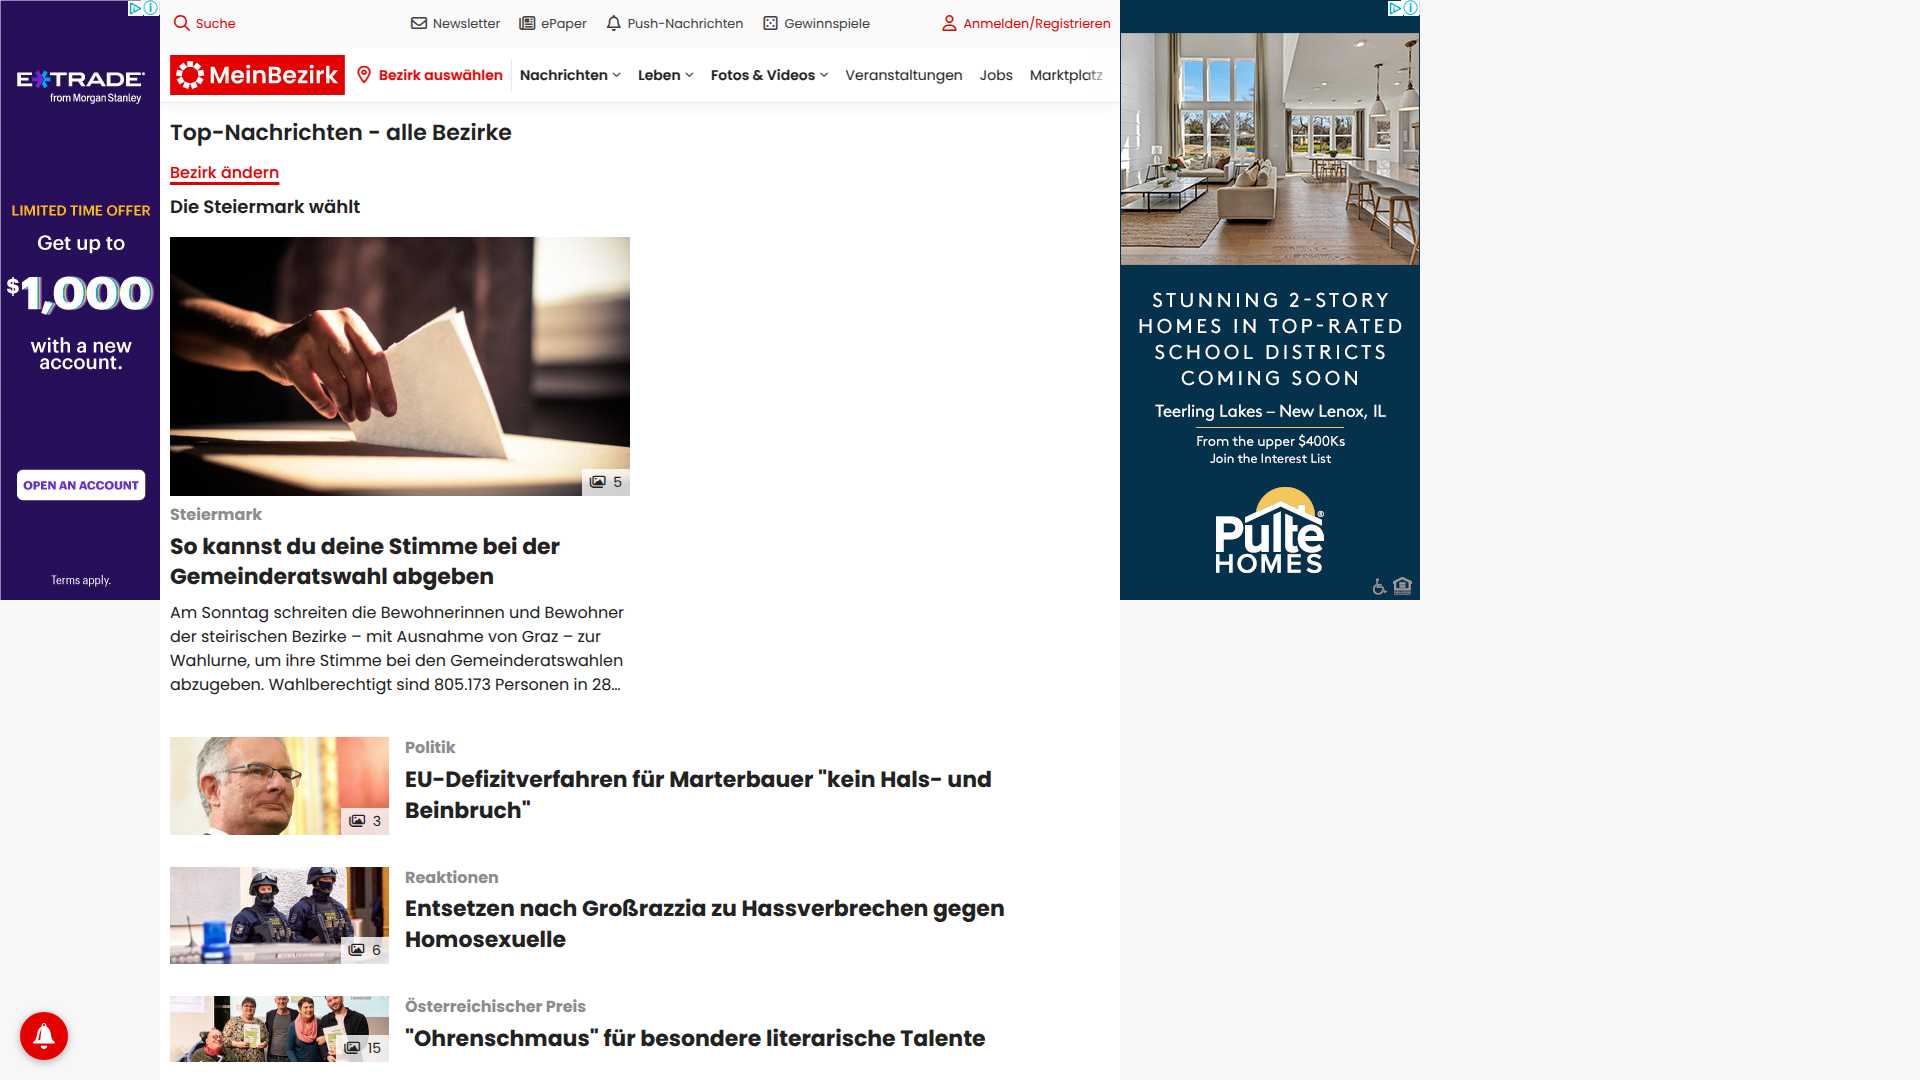 E*TRADE
from Morgan Stanley
LIMITED TIME OFFER
Get up to
$1,000
with a new
account.
OPEN AN ACCOUNT
Terms apply.
Suche
Newsletter
ePaper
Push-Nachrichten
Gewinnspiele
Anmelden/Registrieren
MeinBezirk
Bezirk auswählen
Nachrichten
Leben
Fotos & Videos
Veranstaltungen
Jobs
Marktplatz
Top-Nachrichten - alle Bezirke
Bezirk ändern
Die Steiermark wählt
5
Steiermark
So kannst du deine Stimme bei der
Gemeinderatswahl abgeben
Am Sonntag schreiten die Bewohnerinnen und Bewohner
der steirischen Bezirke – mit Ausnahme von Graz – zur
Wahlurne, um ihre Stimme bei den Gemeinderatswahlen
abzugeben. Wahlberechtigt sind 805.173 Personen in 28...
3
Politik
EU-Defizitverfahren für Marterbauer "kein Hals- und
Beinbruch"
6
Reaktionen
Entsetzen nach Großrazzia zu Hassverbrechen gegen
Homosexuelle
15
Österreichischer Preis
"Ohrenschmaus" für besondere literarische Talente
STUNNING 2-STORY
HOMES IN TOP-RATED
SCHOOL DISTRICTS
COMING SOON
Teerling Lakes – New Lenox, IL
From the upper $400Ks
Join the Interest List
Pulte®
HOMES